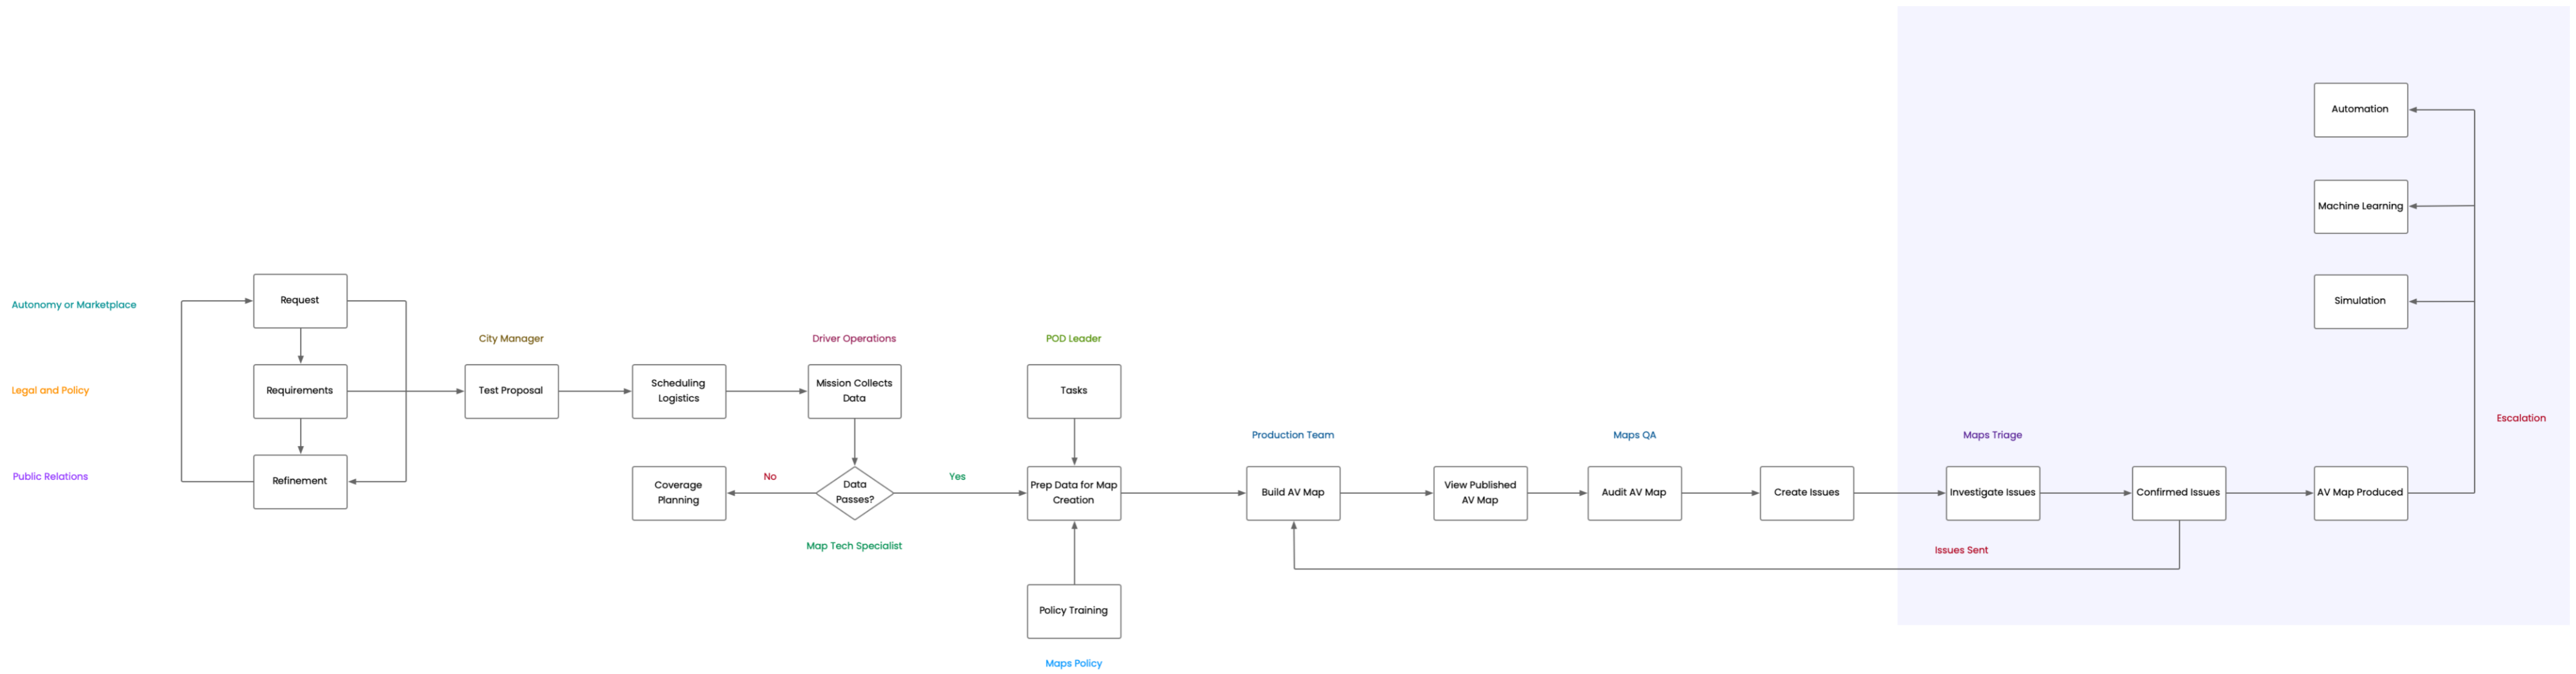 Automation
Machine Learning
Simulation
Request
Autonomy or Marketplace
City Manager
Driver Operations
POD Leader
Legal and Policy
Requirements
Test Proposal
Scheduling
Logistics
Mission Collects
Data
Tasks
Escalation
Production Team
Maps QA
Maps Triage
Public Relations
Refinement
Coverage
Planning
No
Data
Passes?
Yes
Prep Data for Map
Creation
Build AV Map
View Published
AV Map
Audit AV Map
Create Issues
Investigate Issues
Confirmed Issues
AV Map Produced
Map Tech Specialist
Issues Sent
Policy Training
Maps Policy